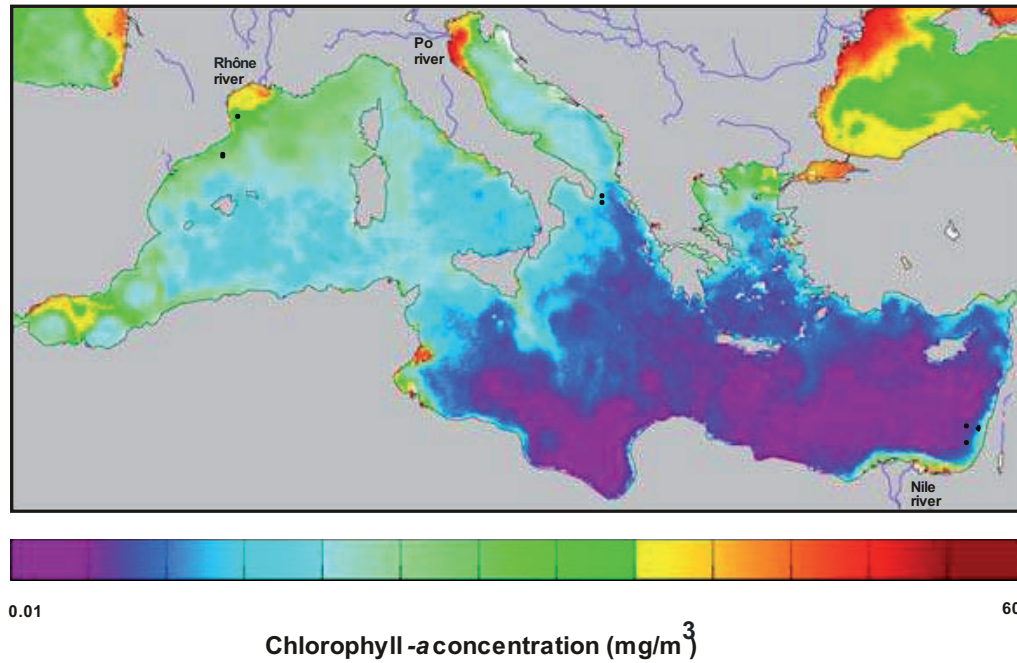 Po
river
Rhône
river
Nile
river
0.01
60
Chlorophyll -a concentration (mg/m3)